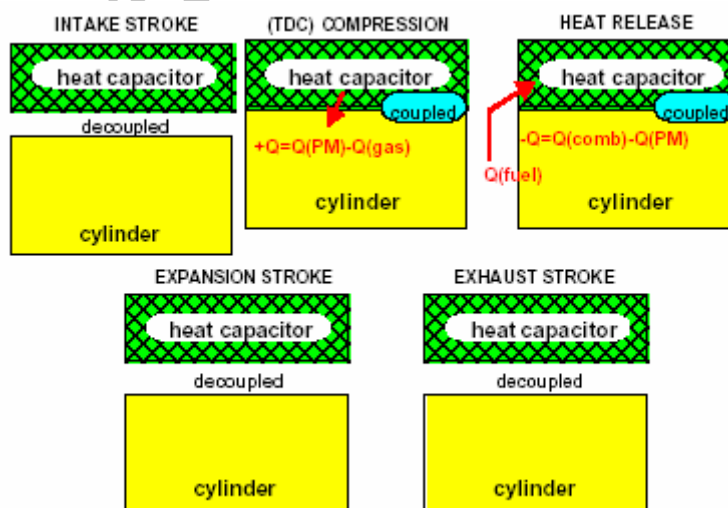 INTAKE STROKE
(TDC) COMPRESSION
HEAT RELEASE
heat capacitor
heat capacitor
heat capacitor
decoupled
coupled
coupled
+Q=Q(PM)-Q(gas)
-Q=Q(comb)-Q(PM)
Q(fuel)
cylinder
cylinder
cylinder
EXPANSION STROKE
EXHAUST STROKE
heat capacitor
heat capacitor
decoupled
decoupled
cylinder
cylinder